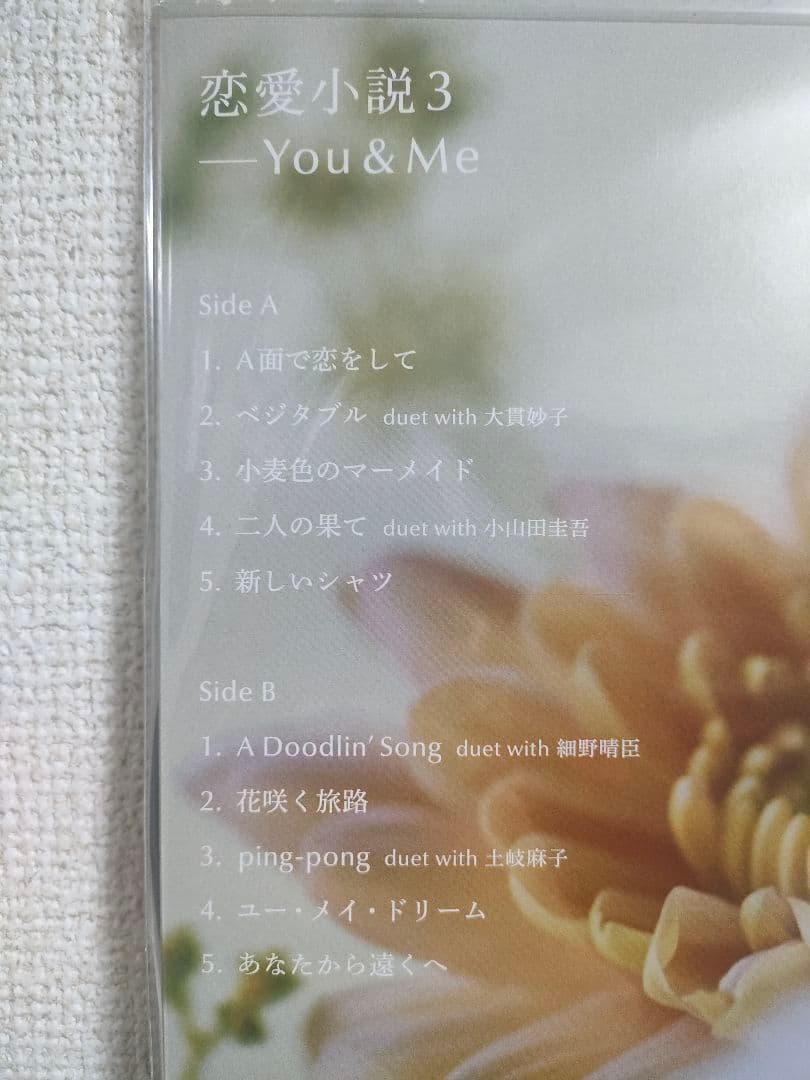 恋愛小説3
—You&Me
Side A
1. A面で恋をして
2. ベジタブル duet with 大貫妙子
3. 小麦色のマーメイド
4. 二人の果て duet with 小山田圭吾
5. 新しいシャツ
Side B
1. A Doodlin’ Song duet with 細野晴臣
2. 花咲く旅路
3. ping-pong duet with 土岐麻子
4. ユー・メイ・ドリーム
5. あなたから遠くへ